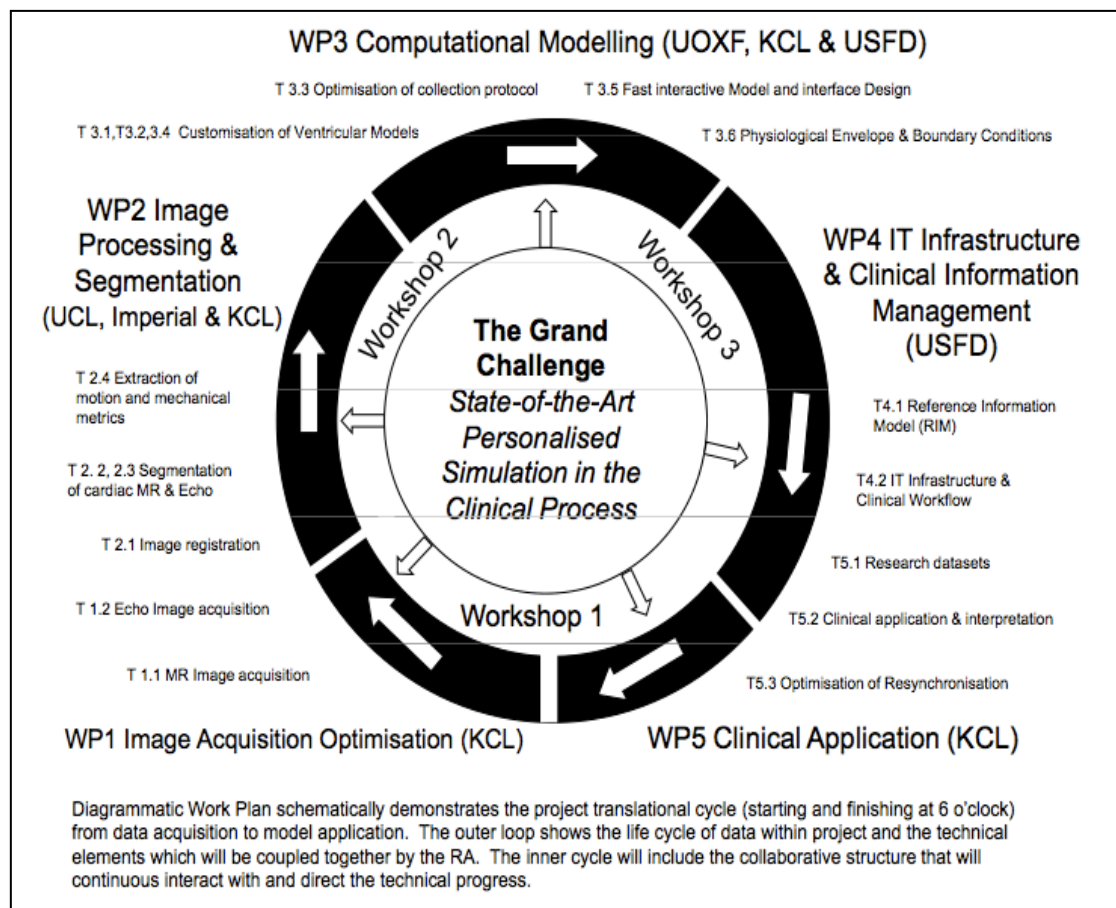 WP3 Computational Modelling (UOXF, KCL & USFD)
T 3.3 Optimisation of collection protocol
T 3.5 Fast interactive Model and interface Design
T 3.1,T3.2,3.4  Customisation of Ventricular Models
T 3.6 Physiological Envelope & Boundary Conditions
WP2 Image
Processing &
Segmentation
(UCL, Imperial & KCL)
T 2.4 Extraction of
motion and mechanical
metrics
T 2. 2, 2.3 Segmentation
of cardiac MR & Echo
T 2.1 Image registration
T 1.2 Echo Image acquisition
T 1.1 MR Image acquisition
WP1 Image Acquisition Optimisation (KCL)
Workshop 2
Workshop 3
The Grand
Challenge
State-of-the-Art
Personalised
Simulation in the
Clinical Process
Workshop 1
WP4 IT Infrastructure
& Clinical Information
Management
(USFD)
T4.1 Reference Information
Model (RIM)
T4.2 IT Infrastructure &
Clinical Workflow
T5.1 Research datasets
T5.2 Clinical application & interpretation
T5.3 Optimisation of Resynchronisation
WP5 Clinical Application (KCL)
Diagrammatic Work Plan schematically demonstrates the project translational cycle (starting and finishing at 6 o'clock)
from data acquisition to model application.  The outer loop shows the life cycle of data within project and the technical
elements which will be coupled together by the RA.  The inner cycle will include the collaborative structure that will
continuous interact with and direct the technical progress.